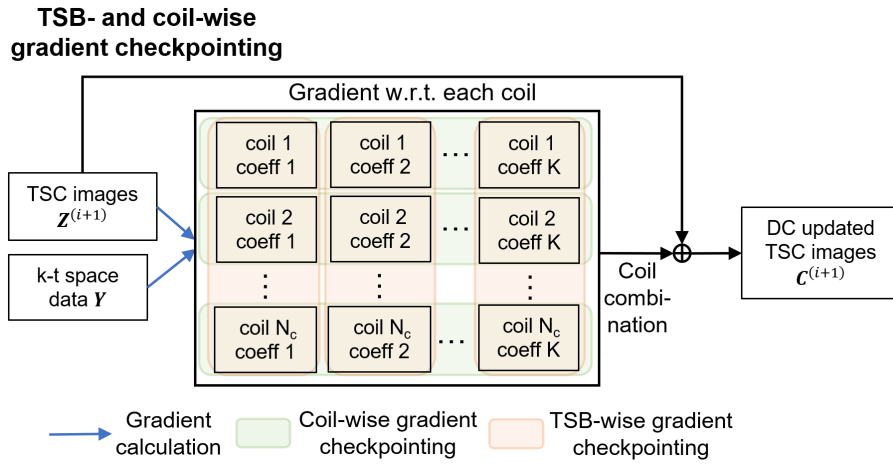 TSB- and coil-wise
gradient checkpointing
Gradient w.r.t. each coil
TSC images
Z^(i+1)
k-t space
data Y
coil 1
coeff 1
coil 1
coeff 2
...
coil 1
coeff K
coil 2
coeff 1
coil 2
coeff 2
...
coil 2
coeff K
⋮
⋮
⋮
coil N_c
coeff 1
coil N_c
coeff 2
...
coil N_c
coeff K
Coil
combi-
nation
DC updated
TSC images
C^(i+1)
Gradient
calculation
Coil-wise gradient
checkpointing
TSB-wise gradient
checkpointing